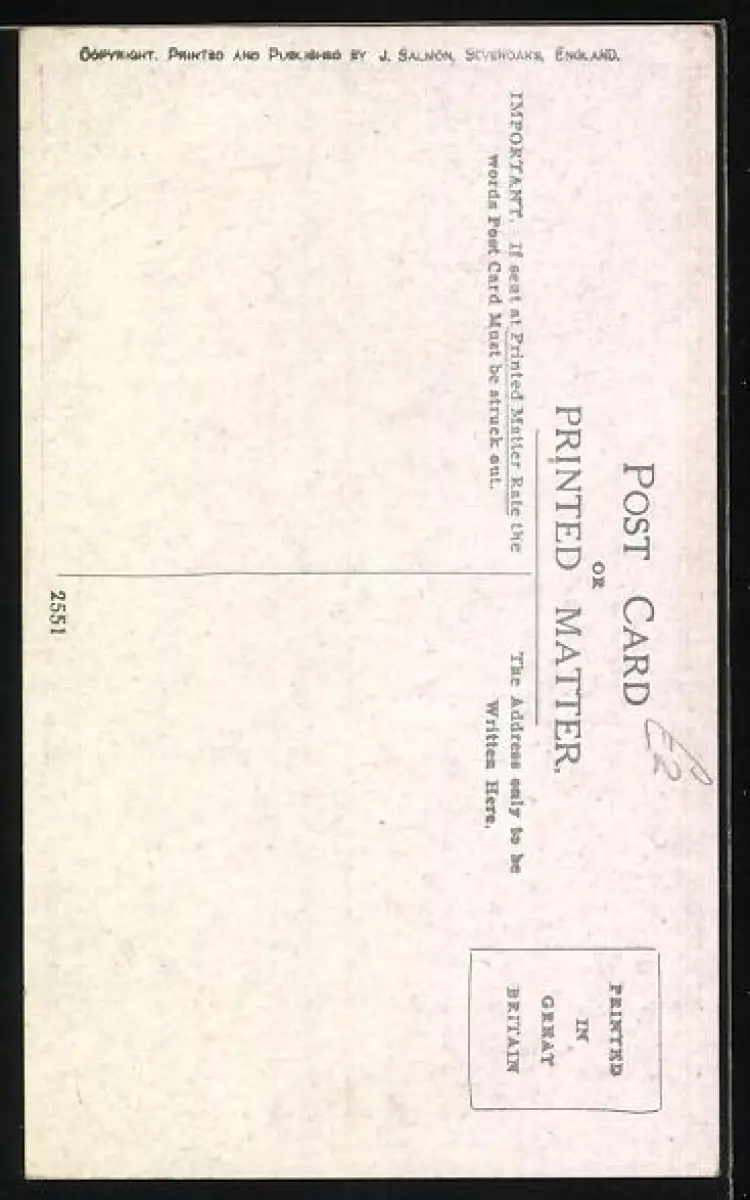 COPYRIGHT. PRINTED AND PUBLISHED BY J. SALMON, SEVENOAKS, ENGLAND.
POST CARD
OR
PRINTED MATTER.
£2
IMPORTANT. If sent at Printed Matter Rate the
words Post Card Must be struck out.
The Address only to be
Written Here.
PRINTED
IN
GREAT
BRITAIN
2551